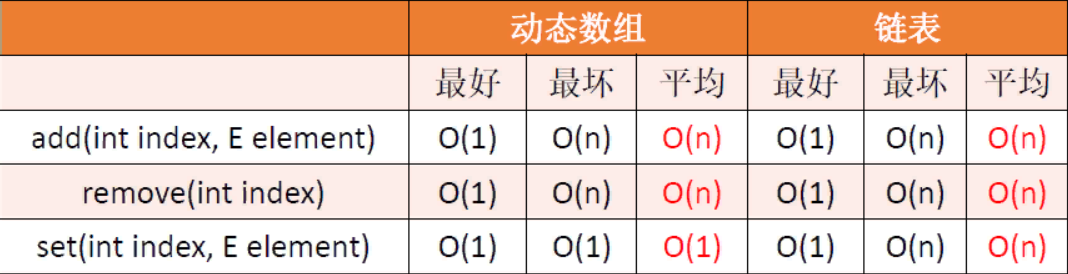 动态数组 链表
最好 最坏 平均 最好 最坏 平均
add(int index, E element) O(1) O(n) O(n) O(1) O(n) O(n)
remove(int index) O(1) O(n) O(n) O(1) O(n) O(n)
set(int index, E element) O(1) O(1) O(1) O(1) O(n) O(n)